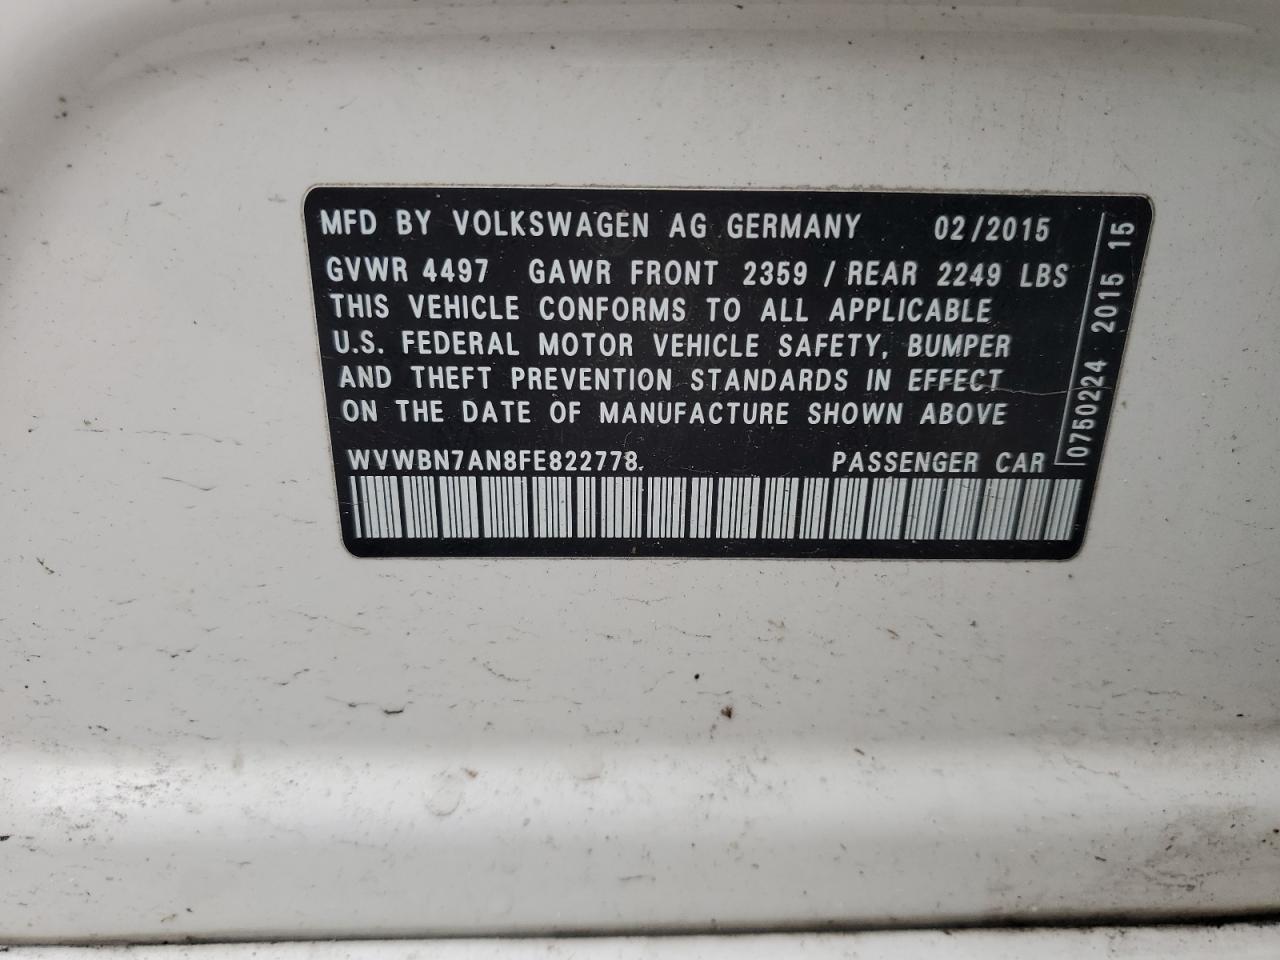 MFD BY VOLKSWAGEN AG GERMANY 02/2015
GVWR 4497 GAWR FRONT 2359 / REAR 2249 LBS
THIS VEHICLE CONFORMS TO ALL APPLICABLE
U.S. FEDERAL MOTOR VEHICLE SAFETY, BUMPER
AND THEFT PREVENTION STANDARDS IN EFFECT
ON THE DATE OF MANUFACTURE SHOWN ABOVE
WVWBN7AN8FE822778 PASSENGER CAR
0750224 2015 15